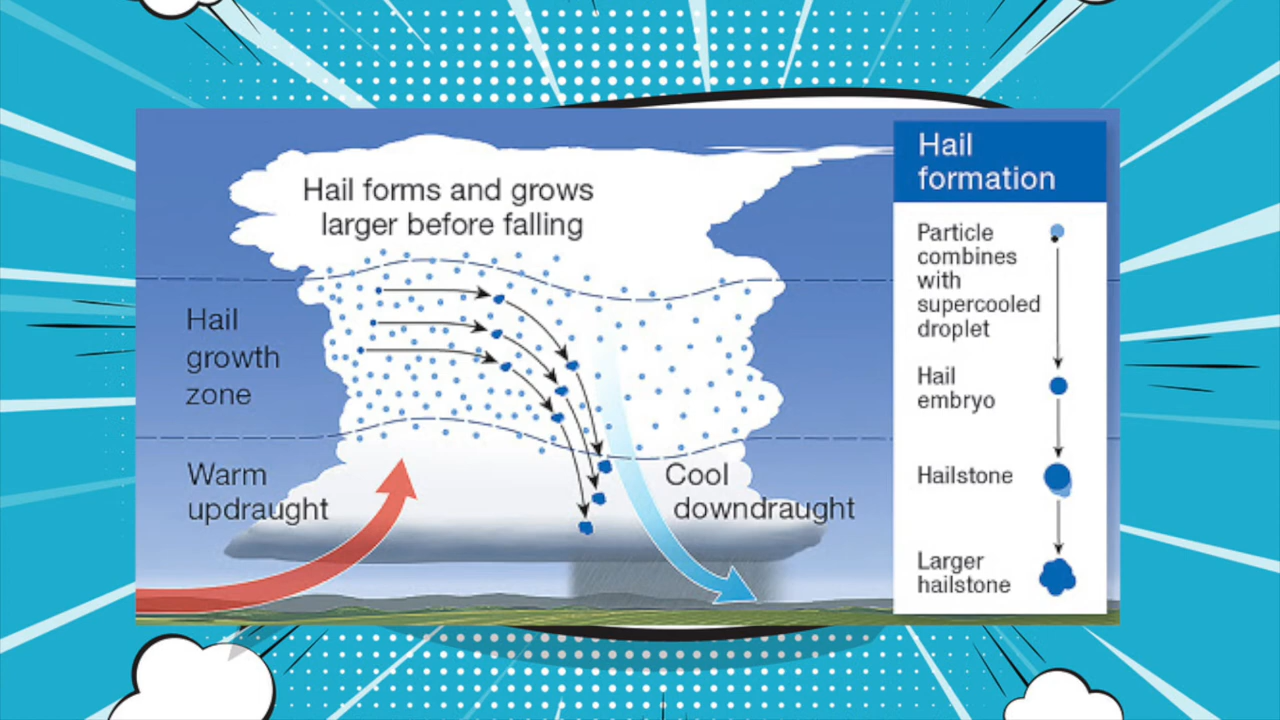 Hail forms and grows
larger before falling
Hail
growth
zone
Warm
updraught
Cool
downdraught
Hail
formation
Particle
combines
with
supercooled
droplet
Hail
embryo
Hailstone
Larger
hailstone